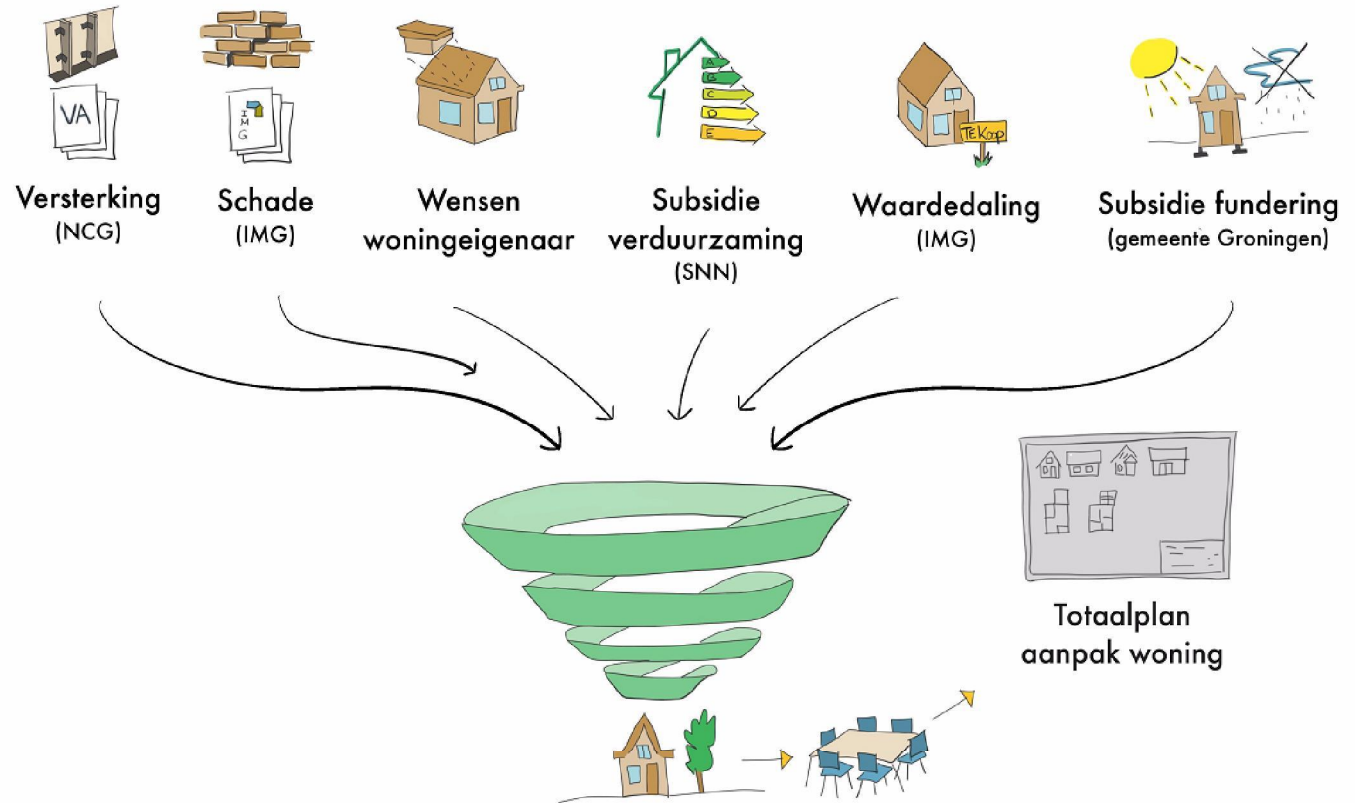 VA
I
M
G
A
B
C
D
E
TE KOOP
Versterking
(NCG)
Schade
(IMG)
Wensen
woningeigenaar
Subsidie
verduurzaming
(SNN)
Waardedaling
(IMG)
Subsidie fundering
(gemeente Groningen)
Totaalplan
aanpak woning